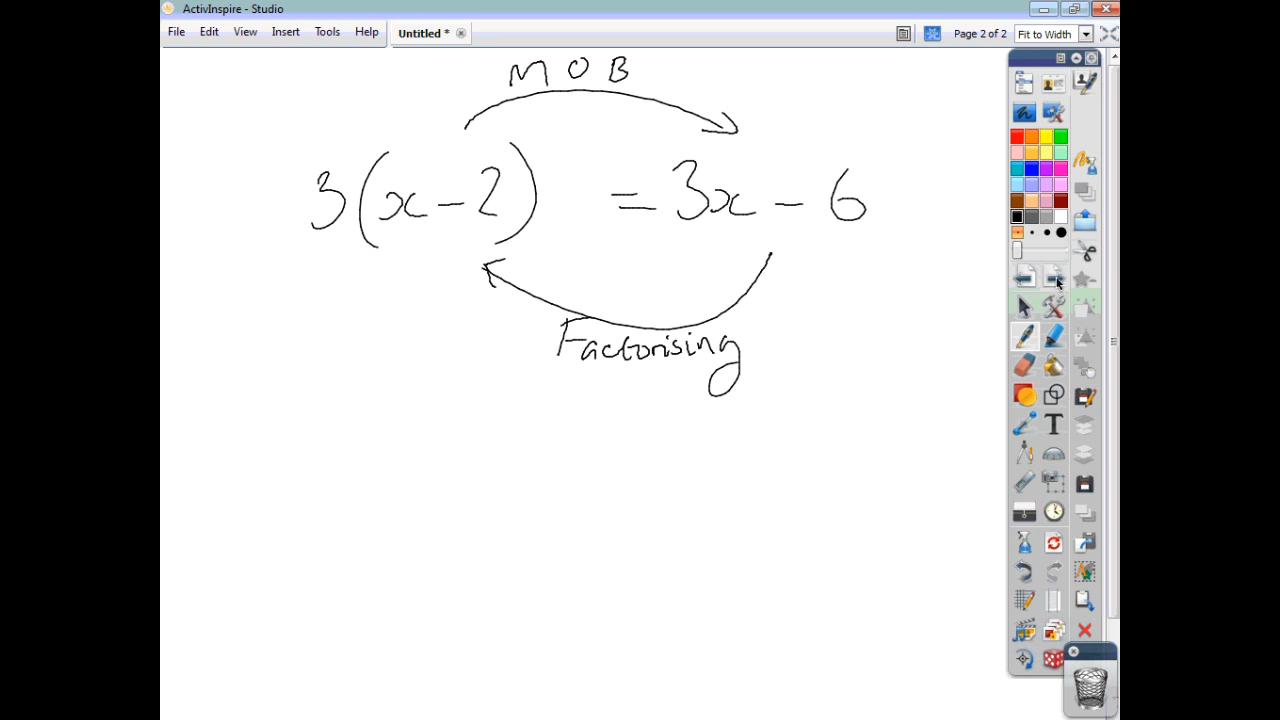 ActivInspire - Studio
File Edit View Insert Tools Help
Untitled *
Page 2 of 2
Fit to Width
M O B
3(x - 2) = 3x - 6
Factorising